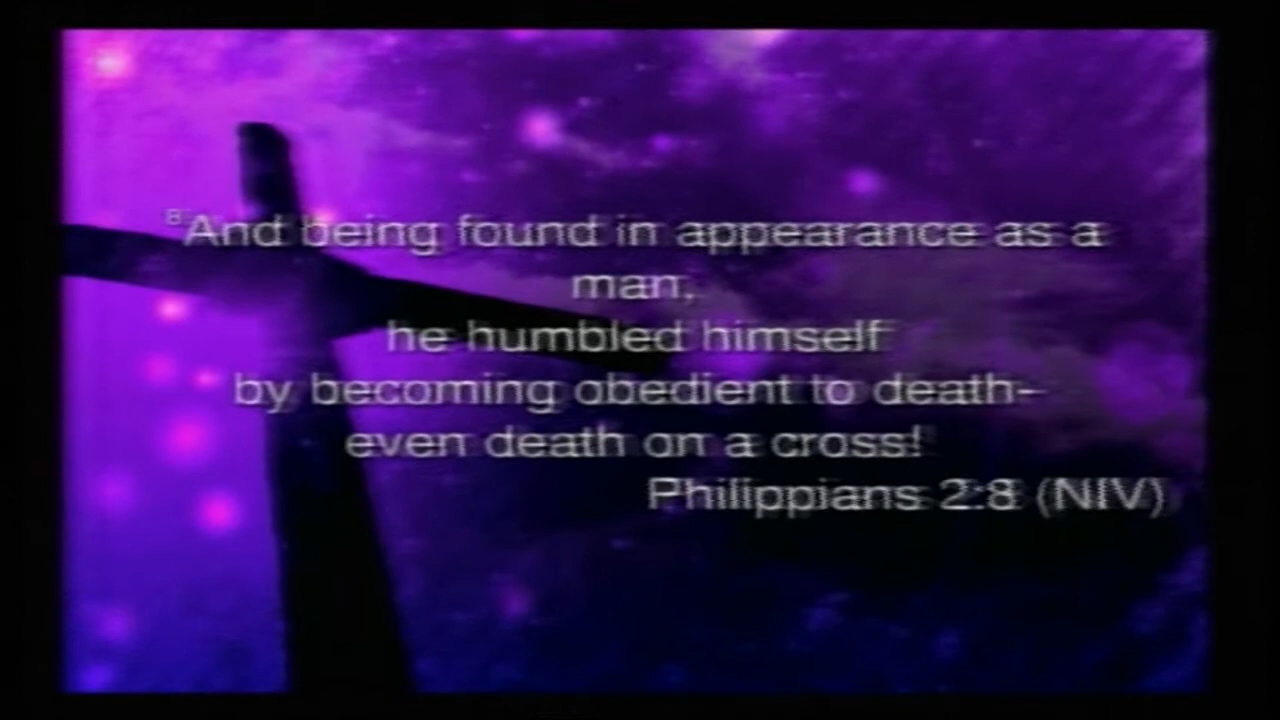 ⁸And being found in appearance as a
man,
he humbled himself
by becoming obedient to death-
even death on a cross!
Philippians 2:8 (NIV)